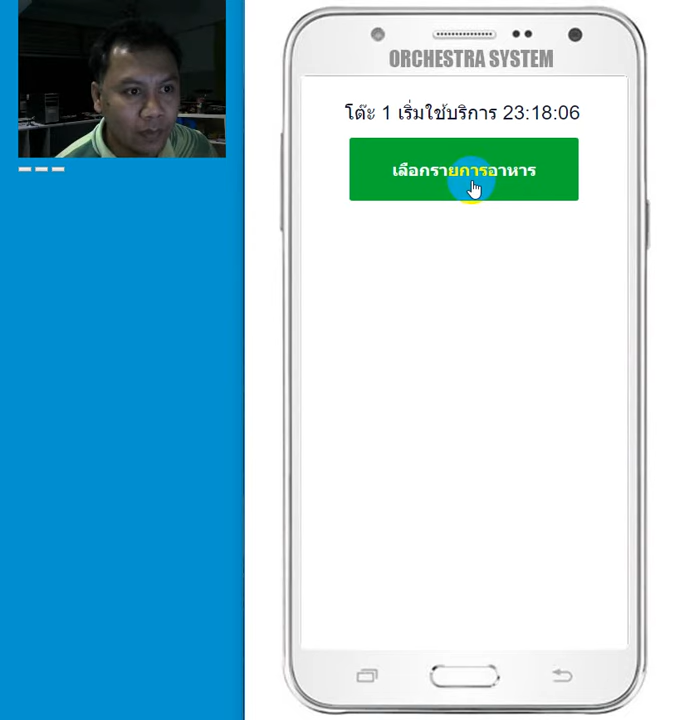 ORCHESTRA SYSTEM
โต๊ะ 1 เริ่มใช้บริการ 23:18:06
เลือกรายการอาหาร